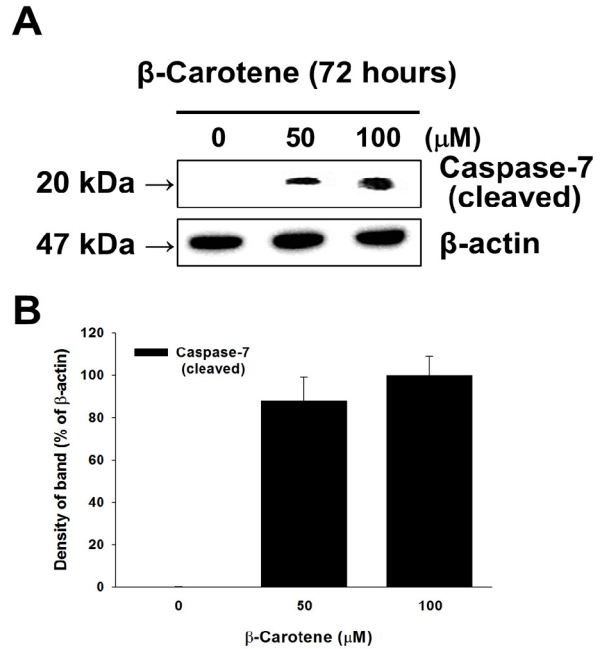 A
β-Carotene (72 hours)
0 50 100 (μM)
20 kDa → Caspase-7
(cleaved)
47 kDa → β-actin
B
Density of band (% of β-actin)
120
100
80
60
40
20
0
Caspase-7
(cleaved)
0 50 100
β-Carotene (μM)